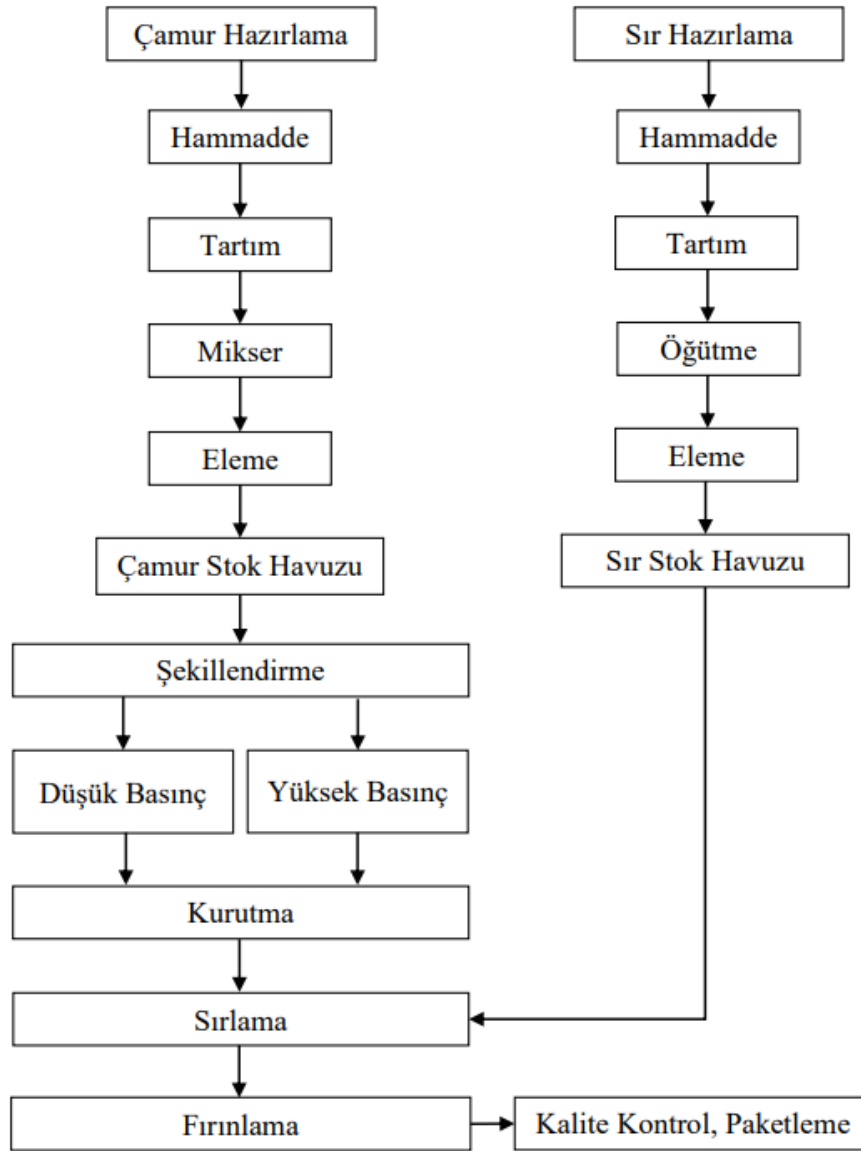 Çamur Hazırlama
Hammadde
Tartım
Mikser
Eleme
Çamur Stok Havuzu
Şekillendirme
Düşük Basınç
Yüksek Basınç
Kurutma
Sırlama
Fırınlama
Kalite Kontrol, Paketleme
Sır Hazırlama
Hammadde
Tartım
Öğütme
Eleme
Sır Stok Havuzu